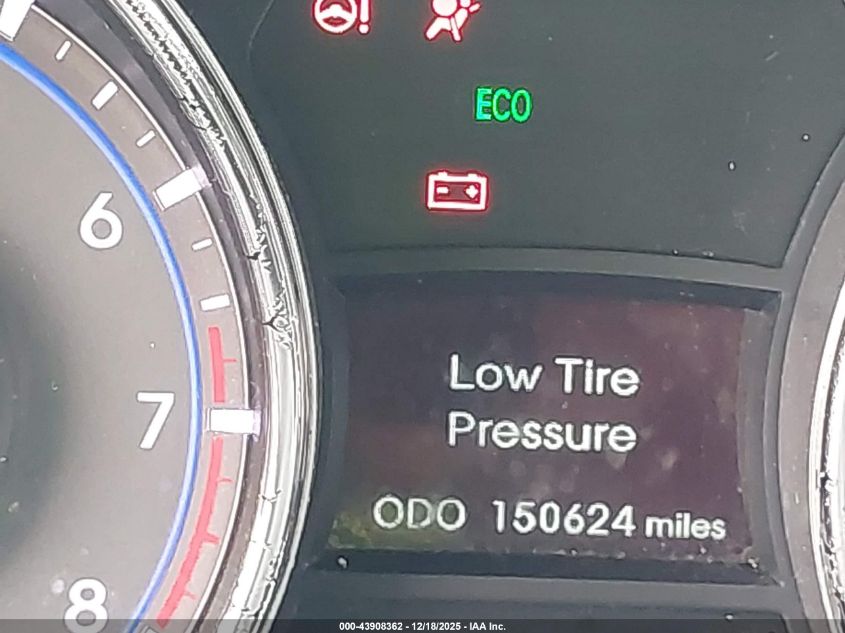 ECO
6
7
8
Low Tire
Pressure
ODO 150624 miles
000-43908362 - 12/18/2025 - IAA Inc.